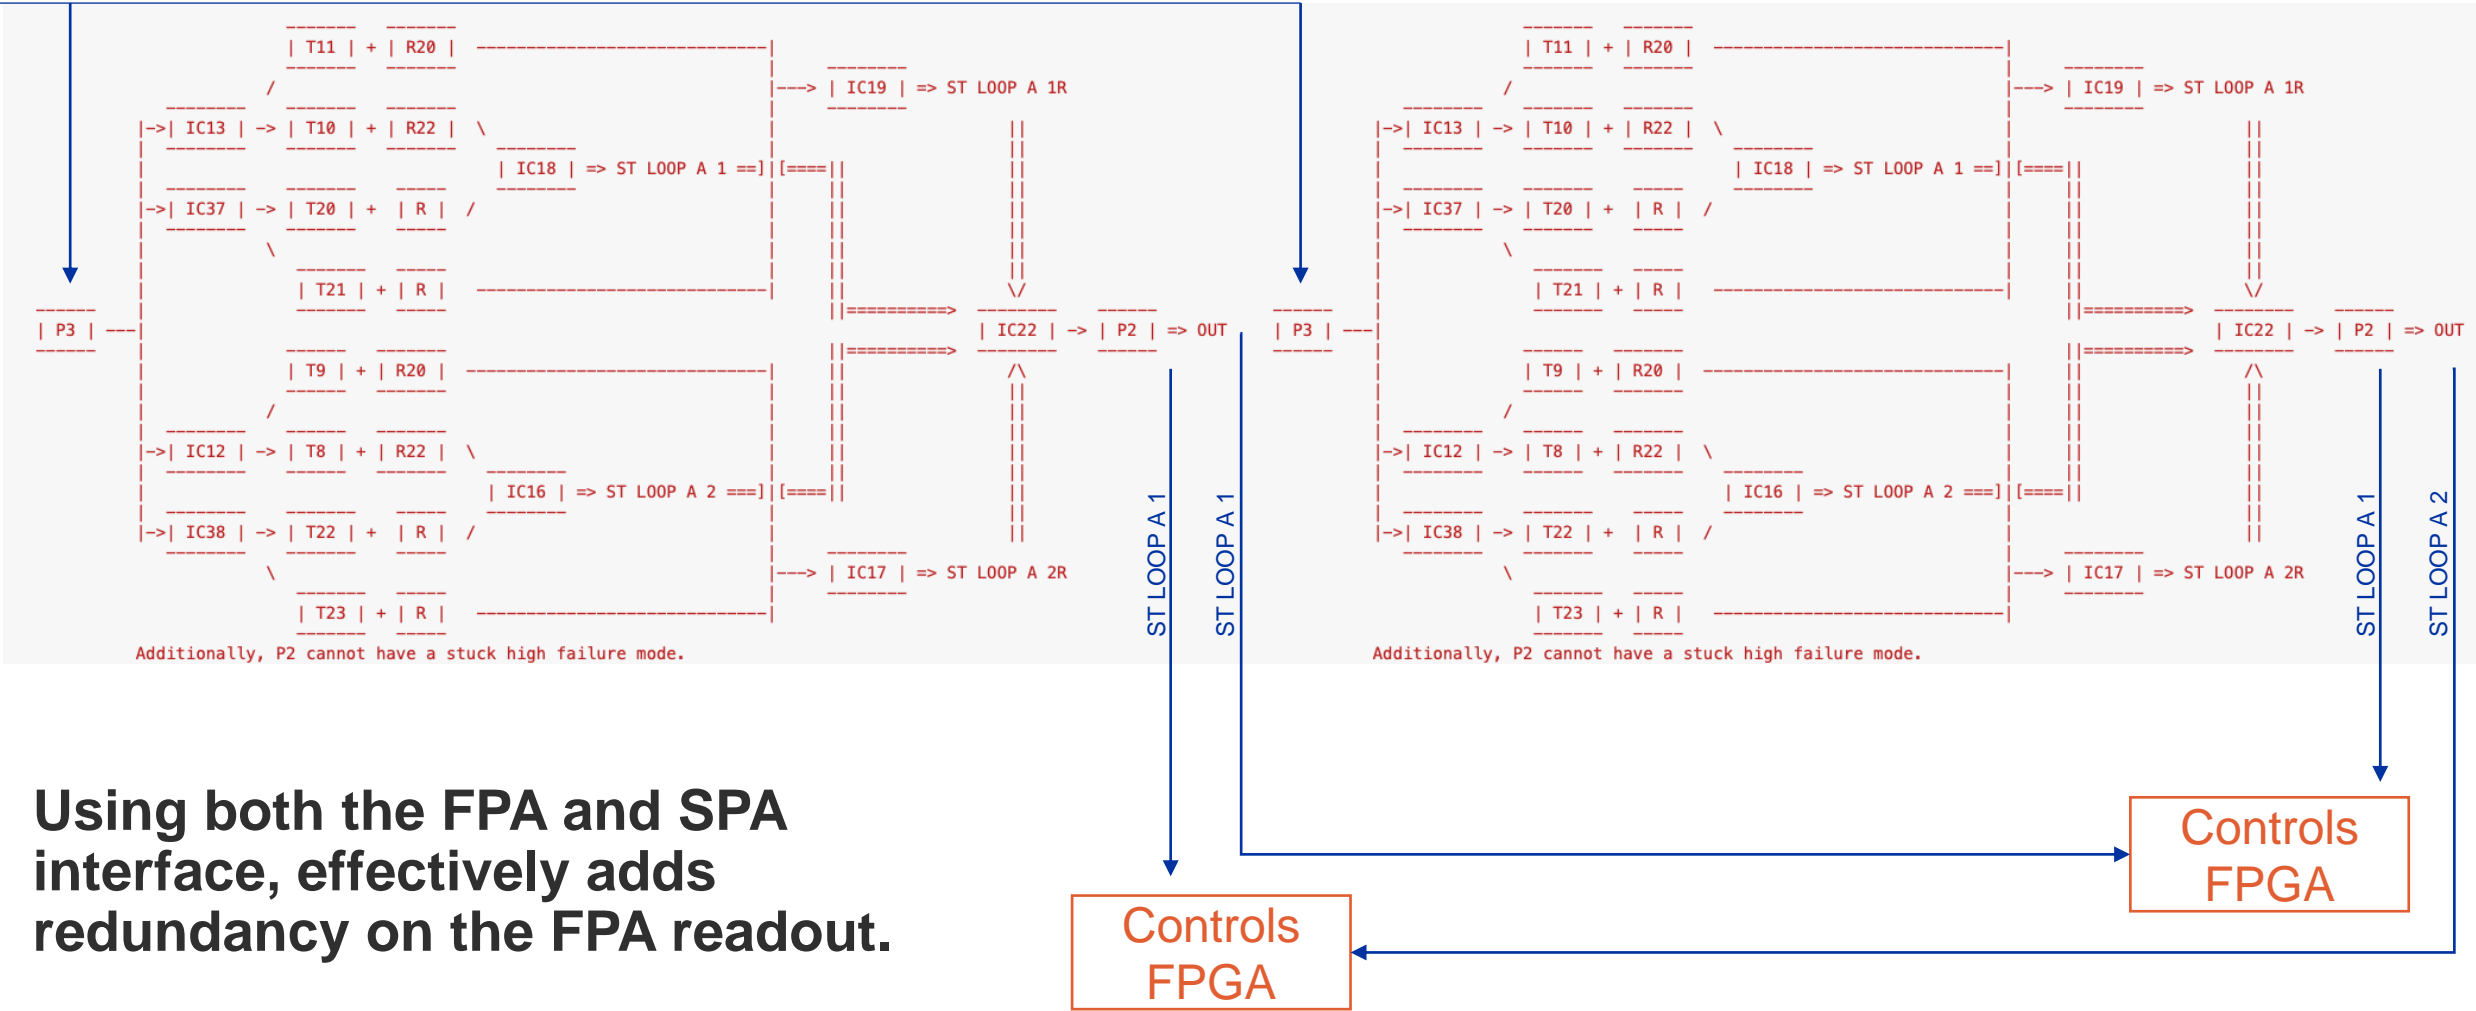 | T11 | + | R20 | -----------------------------|
|---> | IC19 | => ST LOOP A 1R
|->| IC13 | -> | T10 | + | R22 | \
| IC18 | => ST LOOP A 1 ==]|[====||
|->| IC37 | -> | T20 | + | R | /
| T21 | + | R | -----------------------------|
||==========>
| P3 | ---| | IC22 | -> | P2 | => OUT
||==========>
| T9 | + | R20 | ------------------------------|
|->| IC12 | -> | T8 | + | R22 | \
| IC16 | => ST LOOP A 2 ===]|[====||
|->| IC38 | -> | T22 | + | R | /
|---> | IC17 | => ST LOOP A 2R
| T23 | + | R | -----------------------------|
Additionally, P2 cannot have a stuck high failure mode.
| T11 | + | R20 | -----------------------------|
|---> | IC19 | => ST LOOP A 1R
|->| IC13 | -> | T10 | + | R22 | \
| IC18 | => ST LOOP A 1 ==]|[====||
|->| IC37 | -> | T20 | + | R | /
| T21 | + | R | -----------------------------|
||==========>
| P3 | ---| | IC22 | -> | P2 | => OUT
||==========>
| T9 | + | R20 | ------------------------------|
|->| IC12 | -> | T8 | + | R22 | \
| IC16 | => ST LOOP A 2 ===]|[====||
|->| IC38 | -> | T22 | + | R | /
|---> | IC17 | => ST LOOP A 2R
| T23 | + | R | -----------------------------|
Additionally, P2 cannot have a stuck high failure mode.
ST LOOP A 1
ST LOOP A 1
ST LOOP A 1
ST LOOP A 2
Using both the FPA and SPA
interface, effectively adds
redundancy on the FPA readout.
Controls
FPGA
Controls
FPGA